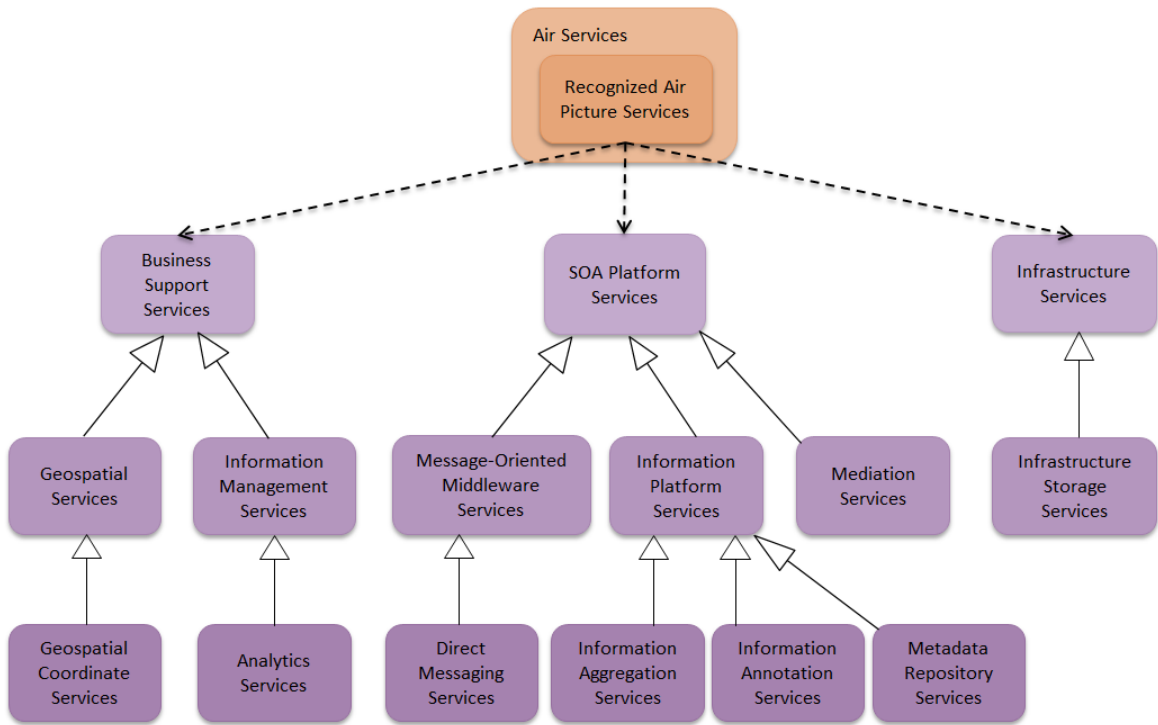 Air Services
Recognized Air
Picture Services
Business
Support
Services
SOA Platform
Services
Infrastructure
Services
Geospatial
Services
Information
Management
Services
Message-Oriented
Middleware
Services
Information
Platform
Services
Mediation
Services
Infrastructure
Storage
Services
Geospatial
Coordinate
Services
Analytics
Services
Direct
Messaging
Services
Information
Aggregation
Services
Information
Annotation
Services
Metadata
Repository
Services